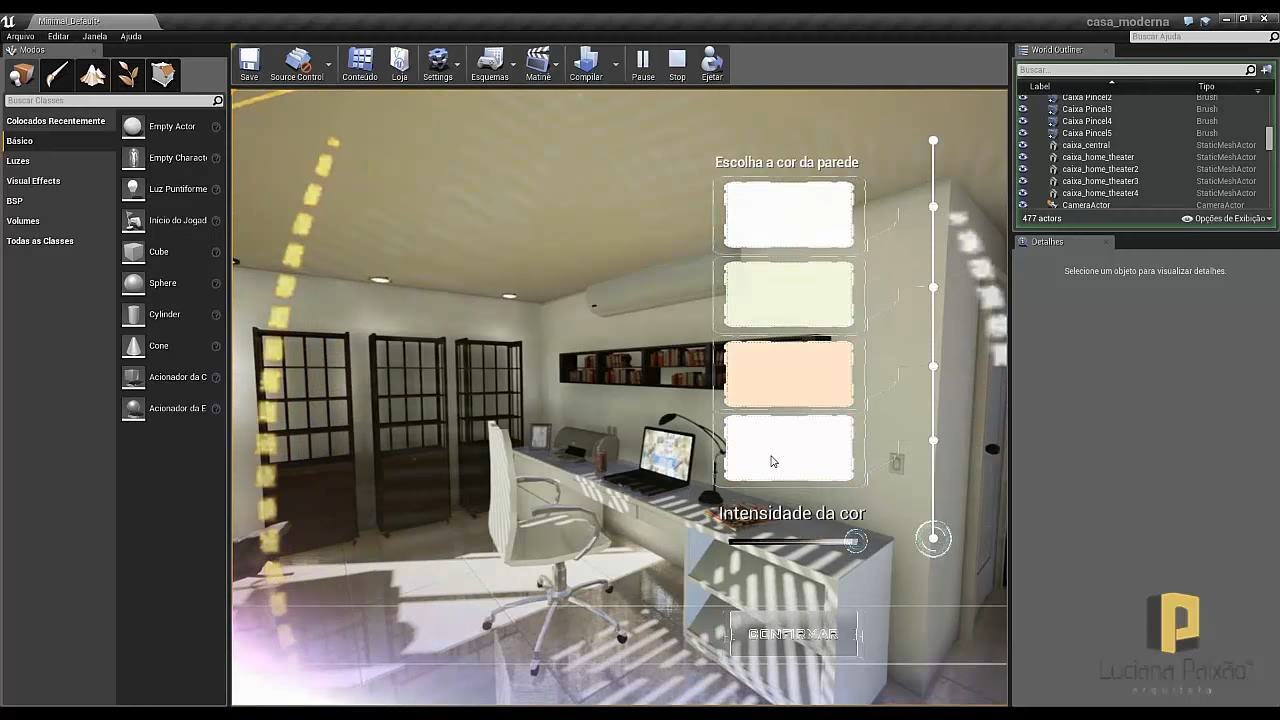 Minimal_Default*
casa_moderna
Arquivo Editar Janela Ajuda
Buscar Ajuda
Modos
World Outliner
Save
Source Control
Conteúdo
Loja
Settings
Esquemas
Matinê
Compilar
Pause
Stop
Ejetar
Buscar Classes
Buscar...
Label
Tipo
Colocados Recentemente
Básico
Luzes
Visual Effects
BSP
Volumes
Todas as Classes
Empty Actor
Empty Charact
Luz Puntiforme
Início do Jogad
Cube
Sphere
Cylinder
Cone
Acionador da C
Acionador da E
Escolha a cor da parede
Intensidade da cor
CONFIRMAR
Caixa Pincel2 Brush
Caixa Pincel3 Brush
Caixa Pincel4 Brush
Caixa Pincel5 Brush
caixa_central StaticMeshActor
caixa_home_theater StaticMeshActor
caixa_home_theater2 StaticMeshActor
caixa_home_theater3 StaticMeshActor
caixa_home_theater4 StaticMeshActor
CameraActor CameraActor
477 actors
Opções de Exibição
Detalhes
Selecione um objeto para visualizar detalhes.
Luciana Paixão
arquiteta